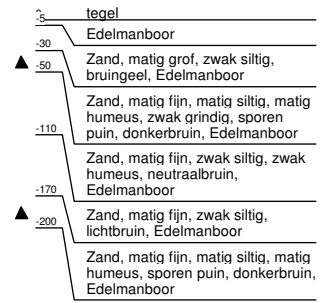 tegel
-5
Edelmanboor
-30
Zand, matig grof, zwak siltig,
bruingeel, Edelmanboor
-50
Zand, matig fijn, matig siltig, matig
humeus, zwak grindig, sporen
puin, donkerbruin, Edelmanboor
-110
Zand, matig fijn, zwak siltig, zwak
humeus, neutraalbruin,
Edelmanboor
-170
Zand, matig fijn, zwak siltig,
lichtbruin, Edelmanboor
-200
Zand, matig fijn, matig siltig, matig
humeus, sporen puin, donkerbruin,
Edelmanboor